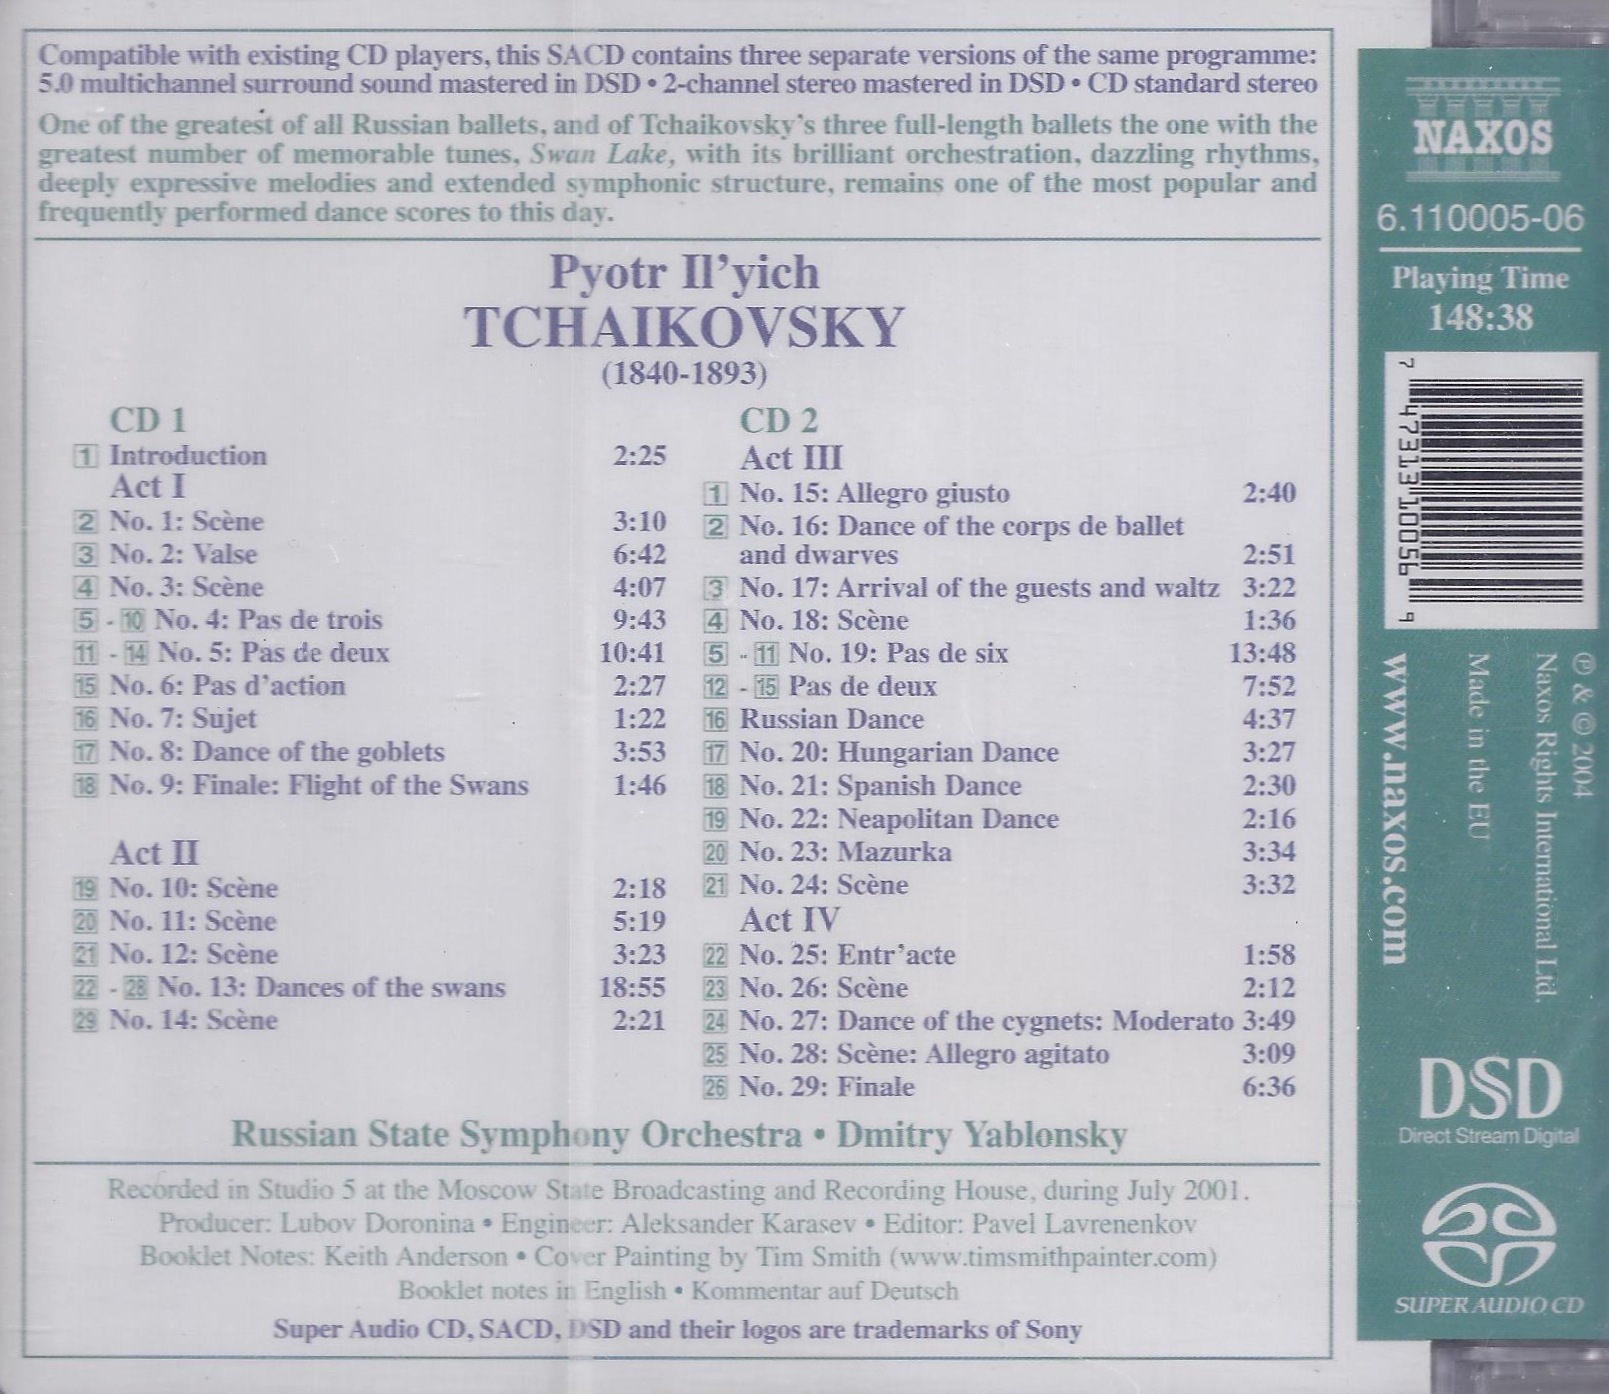 Compatible with existing CD players, this SACD contains three separate versions of the same programme:
5.0 multichannel surround sound mastered in DSD • 2-channel stereo mastered in DSD • CD standard stereo
One of the greatest of all Russian ballets, and of Tchaikovsky's three full-length ballets the one with the
greatest number of memorable tunes, Swan Lake, with its brilliant orchestration, dazzling rhythms,
deeply expressive melodies and extended symphonic structure, remains one of the most popular and
frequently performed dance scores to this day.
Pyotr Il'yich
TCHAIKOVSKY
(1840-1893)
CD 1
1 Introduction 2:25
Act I
2 No. 1: Scène 3:10
3 No. 2: Valse 6:42
4 No. 3: Scène 4:07
5 - 10 No. 4: Pas de trois 9:43
11 - 14 No. 5: Pas de deux 10:41
15 No. 6: Pas d'action 2:27
16 No. 7: Sujet 1:22
17 No. 8: Dance of the goblets 3:53
18 No. 9: Finale: Flight of the Swans 1:46
Act II
19 No. 10: Scène 2:18
20 No. 11: Scène 5:19
21 No. 12: Scène 3:23
22 - 28 No. 13: Dances of the swans 18:55
29 No. 14: Scène 2:21
CD 2
Act III
1 No. 15: Allegro giusto 2:40
2 No. 16: Dance of the corps de ballet
and dwarves 2:51
3 No. 17: Arrival of the guests and waltz 3:22
4 No. 18: Scène 1:36
5 - 11 No. 19: Pas de six 13:48
12 - 15 Pas de deux 7:52
16 Russian Dance 4:37
17 No. 20: Hungarian Dance 3:27
18 No. 21: Spanish Dance 2:30
19 No. 22: Neapolitan Dance 2:16
20 No. 23: Mazurka 3:34
21 No. 24: Scène 3:32
Act IV
22 No. 25: Entr'acte 1:58
23 No. 26: Scène 2:12
24 No. 27: Dance of the cygnets: Moderato 3:49
25 No. 28: Scène: Allegro agitato 3:09
26 No. 29: Finale 6:36
Russian State Symphony Orchestra • Dmitry Yablonsky
Recorded in Studio 5 at the Moscow State Broadcasting and Recording House, during July 2001.
Producer: Lubov Doronina • Engineer: Aleksander Karasev • Editor: Pavel Lavrenenkov
Booklet Notes: Keith Anderson • Cover Painting by Tim Smith (www.timsmithpainter.com)
Booklet notes in English • Kommentar auf Deutsch
Super Audio CD, SACD, DSD and their logos are trademarks of Sony
NAXOS
6.110005-06
Playing Time
148:38
7 47313 10056 9
℗ & © 2004
Naxos Rights International Ltd.
Made in the EU
www.naxos.com
DSD
Direct Stream Digital
SUPER AUDIO CD